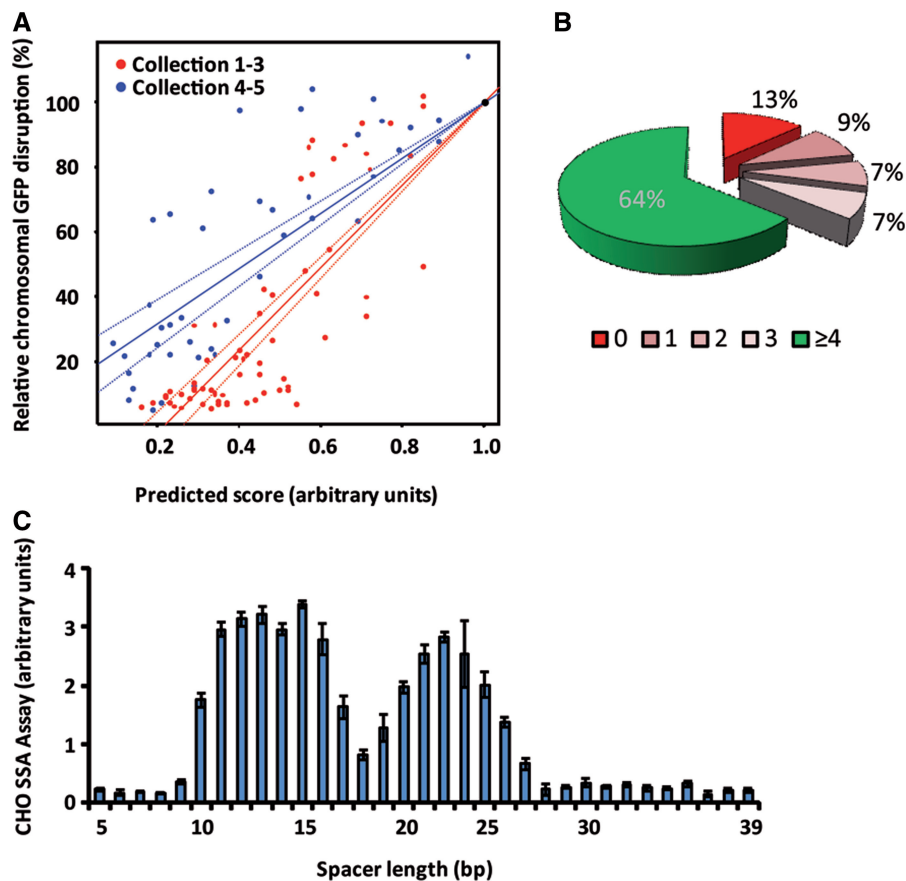 A
Relative chromosomal GFP disruption (%)
Collection 1-3
Collection 4-5
100
80
60
40
20
0.2 0.4 0.6 0.8 1.0
Predicted score (arbitrary units)
B
13%
9%
7%
7%
64%
0 1 2 3 ≥4
C
CHO SSA Assay (arbitrary units)
4
3
2
1
0
5 10 15 20 25 30 39
Spacer length (bp)